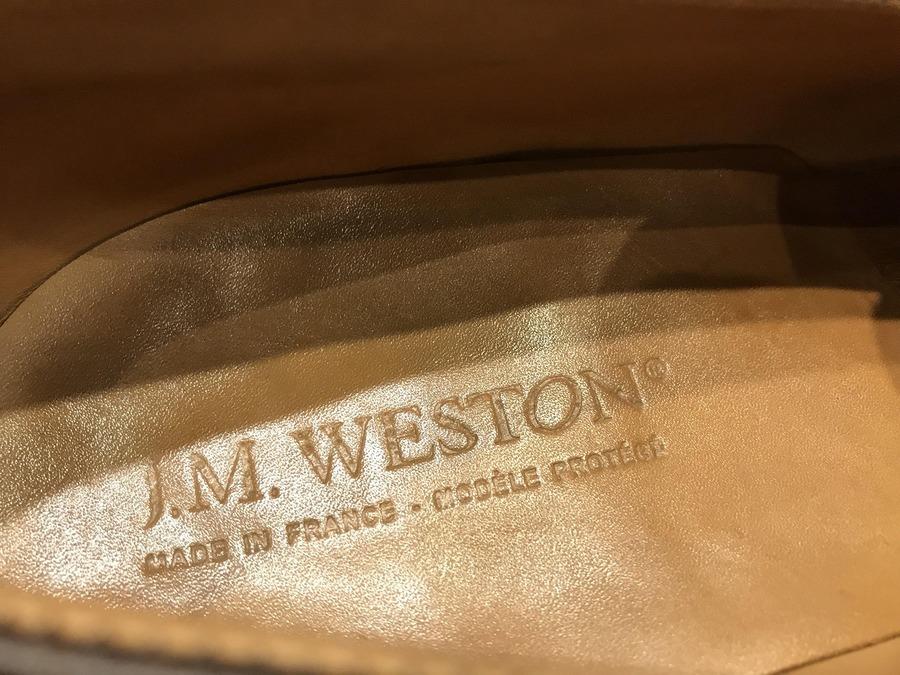 J.M. WESTON®
MADE IN FRANCE · MODÈLE PROTÉGÉ